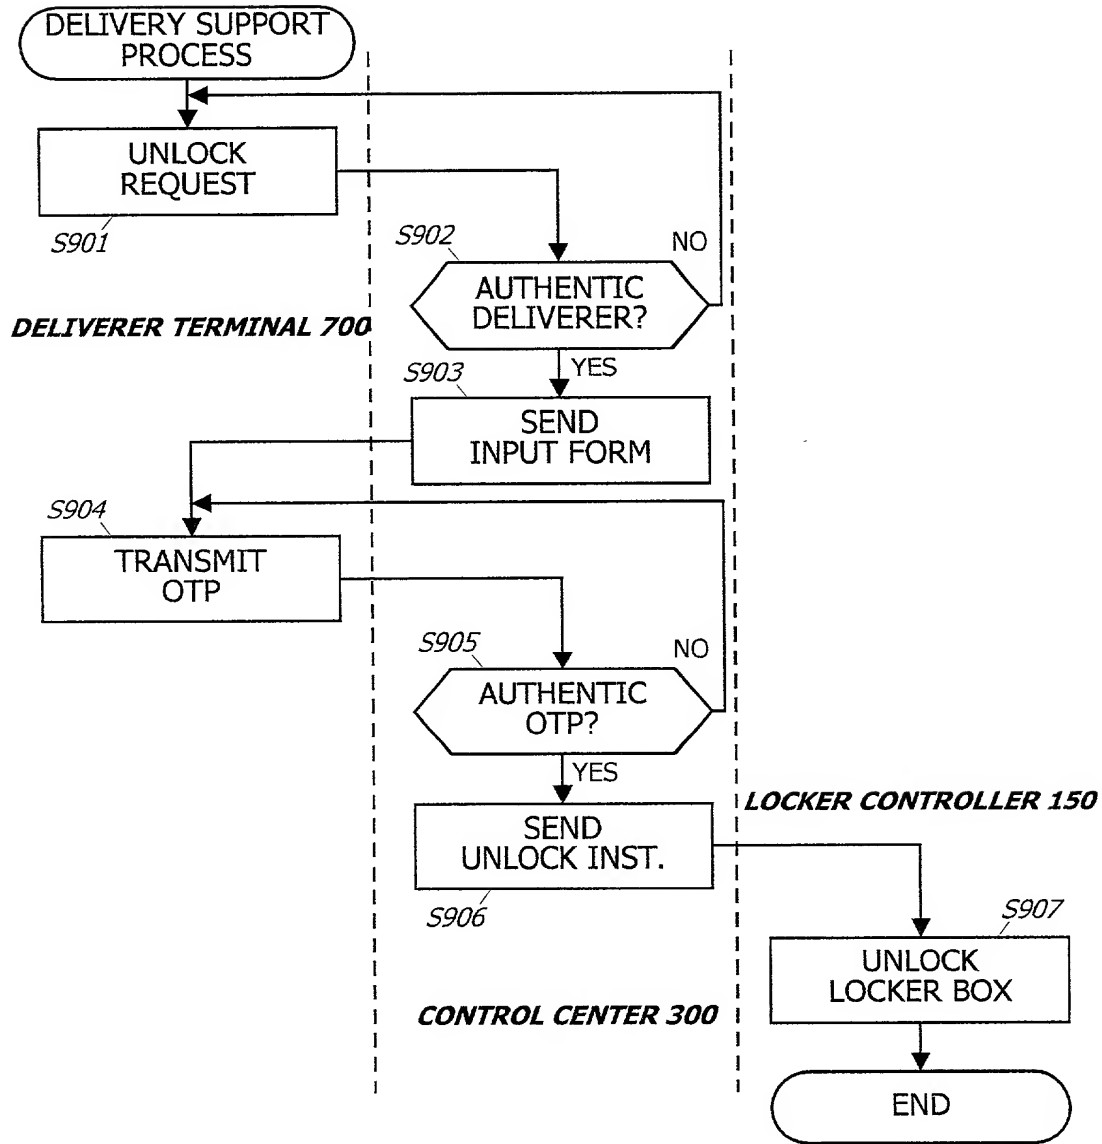 DELIVERY SUPPORT
PROCESS
UNLOCK
REQUEST
S901
S902
NO
AUTHENTIC
DELIVERER?
DELIVERER TERMINAL 700
YES
S903
SEND
INPUT FORM
S904
TRANSMIT
OTP
S905
NO
AUTHENTIC
OTP?
YES
LOCKER CONTROLLER 150
SEND
UNLOCK INST.
S906
S907
UNLOCK
LOCKER BOX
CONTROL CENTER 300
END